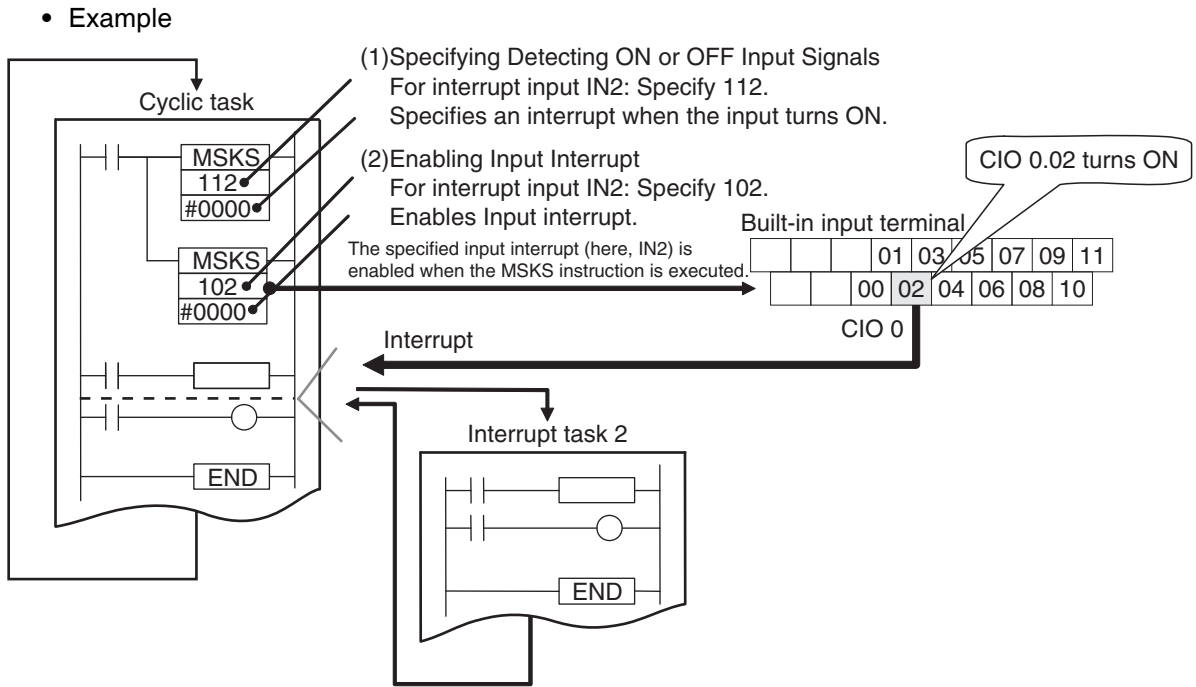 • Example
(1)Specifying Detecting ON or OFF Input Signals
For interrupt input IN2: Specify 112.
Specifies an interrupt when the input turns ON.
Cyclic task
MSKS
112
#0000
(2)Enabling Input Interrupt
For interrupt input IN2: Specify 102.
Enables Input interrupt.
CIO 0.02 turns ON
MSKS
102
#0000
The specified input interrupt (here, IN2) is
enabled when the MSKS instruction is executed.
Built-in input terminal
01 03 05 07 09 11
00 02 04 06 08 10
CIO 0
Interrupt
END
Interrupt task 2
END